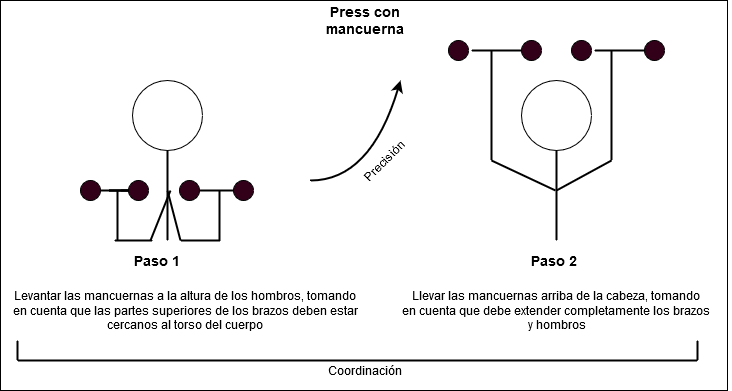 Press con
mancuerna
Precisión
Paso 1
Paso 2
Levantar las mancuernas a la altura de los hombros, tomando
en cuenta que las partes superiores de los brazos deben estar
cercanos al torso del cuerpo
Llevar las mancuernas arriba de la cabeza, tomando
en cuenta que debe extender completamente los brazos
y hombros
Coordinación